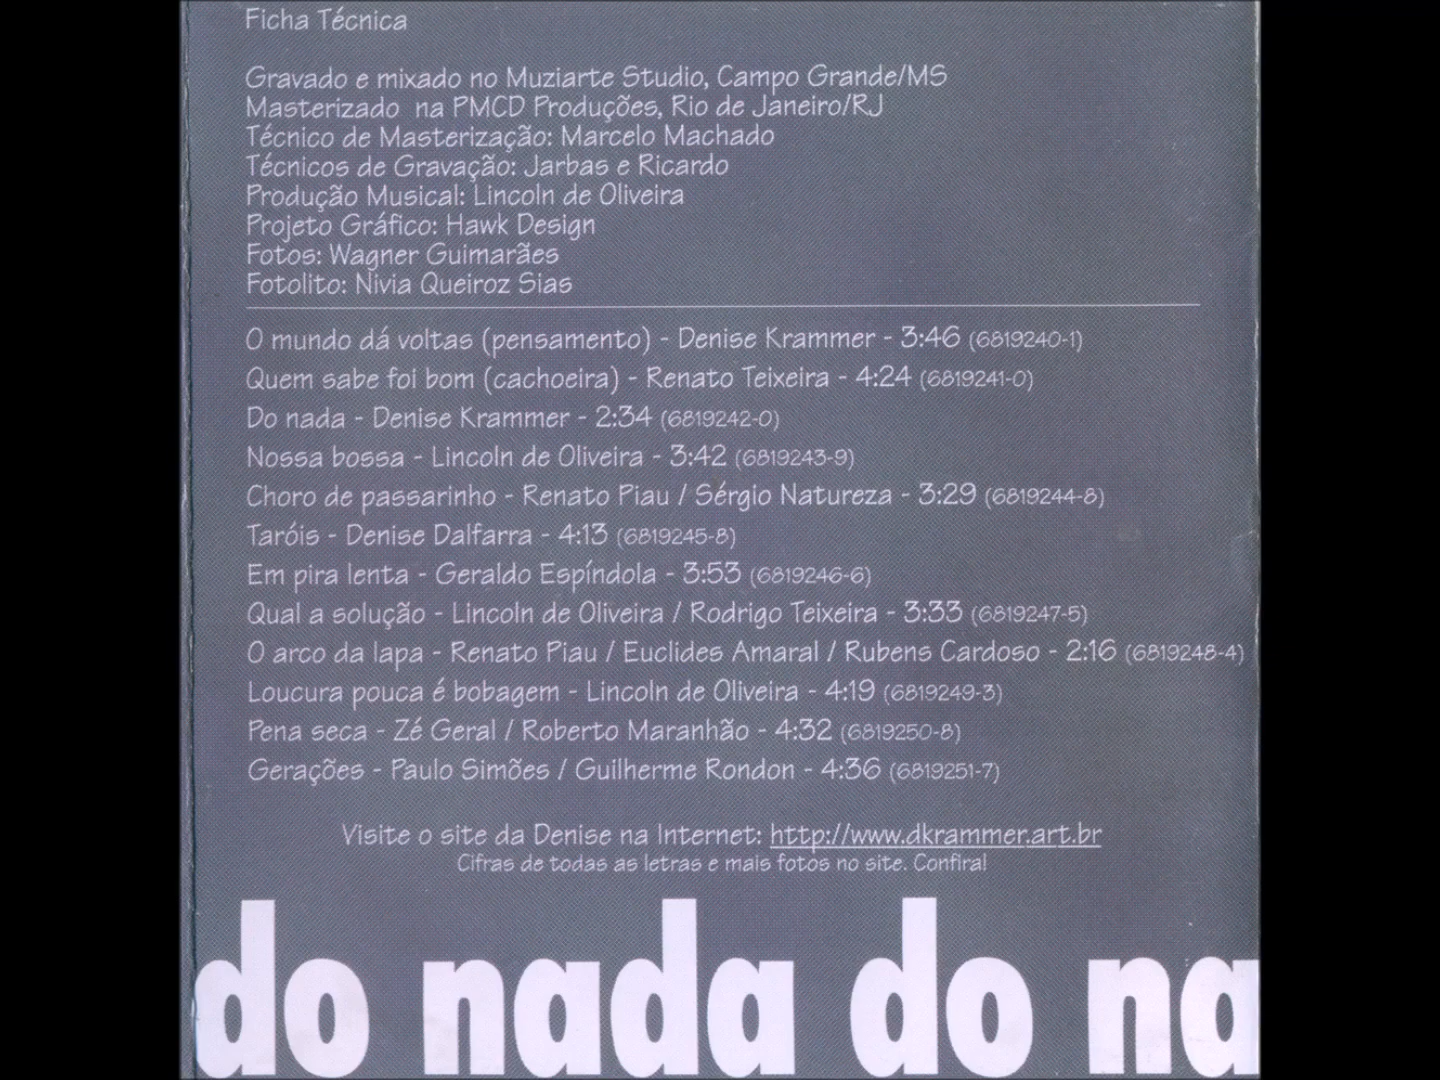 Ficha Técnica
Gravado e mixado no Muziarte Studio, Campo Grande/MS
Masterizado na PMCD Produções, Rio de Janeiro/RJ
Técnico de Masterização: Marcelo Machado
Técnicos de Gravação: Jarbas e Ricardo
Produção Musical: Lincoln de Oliveira
Projeto Gráfico: Hawk Design
Fotos: Wagner Guimarães
Fotolito: Nivia Queiroz Sias
O mundo dá voltas (pensamento) - Denise Krammer - 3:46 (6819240-1)
Quem sabe foi bom (cachoeira) - Renato Teixeira - 4:24 (6819241-0)
Do nada - Denise Krammer - 2:34 (6819242-0)
Nossa bossa - Lincoln de Oliveira - 3:42 (6819243-9)
Choro de passarinho - Renato Piau / Sérgio Natureza - 3:29 (6819244-8)
Taróis - Denise Dalfarra - 4:13 (6819245-8)
Em pira lenta - Geraldo Espíndola - 3:53 (6819246-6)
Qual a solução - Lincoln de Oliveira / Rodrigo Teixeira - 3:33 (6819247-5)
O arco da lapa - Renato Piau / Euclides Amaral / Rubens Cardoso - 2:16 (6819248-4)
Loucura pouca é bobagem - Lincoln de Oliveira - 4:19 (6819249-3)
Pena seca - Zé Geral / Roberto Maranhão - 4:32 (6819250-8)
Gerações - Paulo Simões / Guilherme Rondon - 4:36 (6819251-7)
Visite o site da Denise na Internet: http://www.dkrammer.art.br
Cifras de todas as letras e mais fotos no site. Confira!
do nada do na